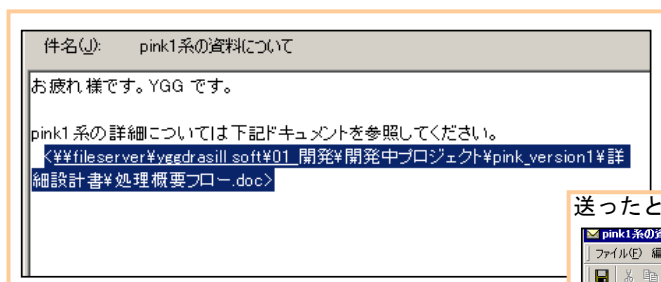 件名(J): pink1系の資料について
お疲れ様です。YGG です。
pink1 系の詳細については下記ドキュメントを参照してください。
<¥¥fileserver¥yggdrasill soft¥01_開発¥開発中プロジェクト¥pink_version1¥詳
細設計書¥処理概要フロー.doc>
送ったと
pink1系の資
ファイル(F) 編